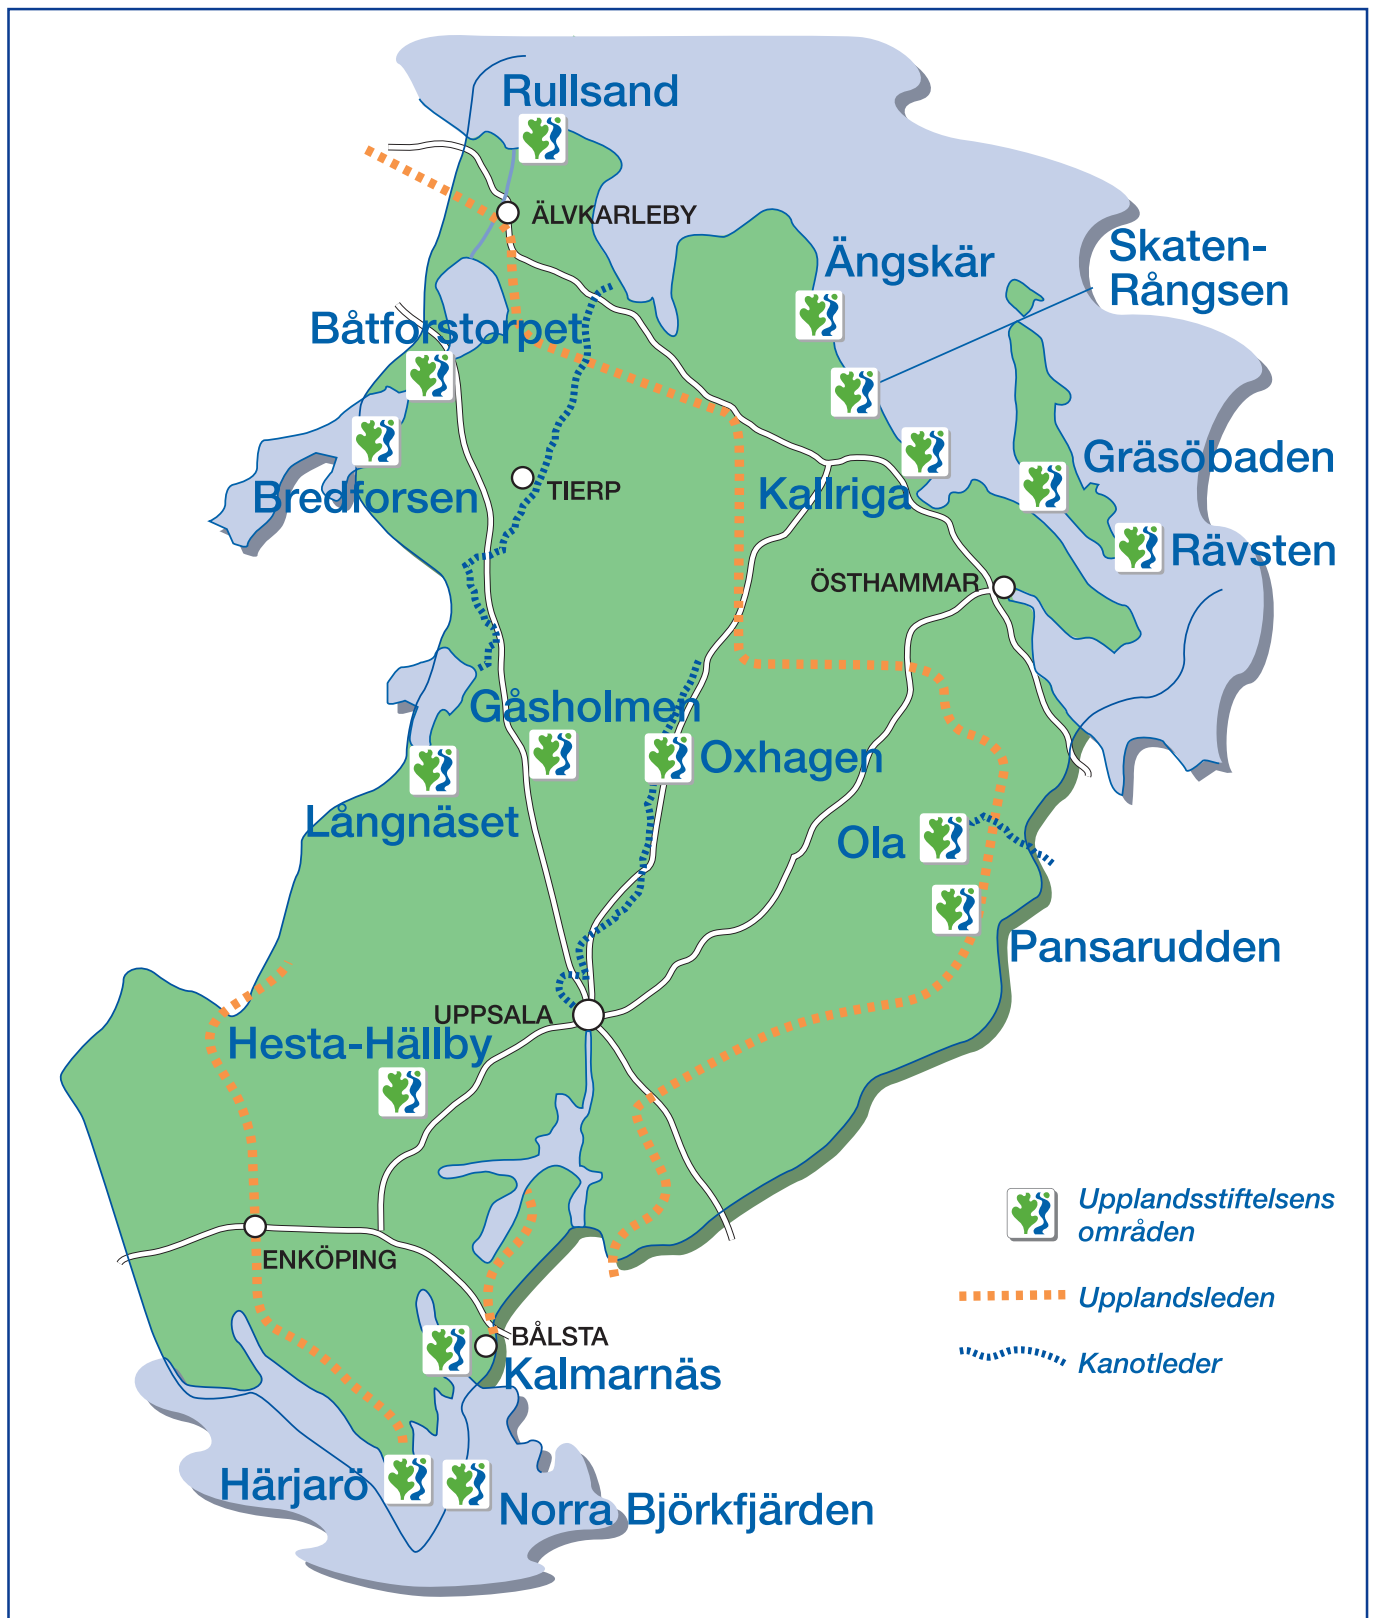 Rullsand
ÄLVKARLEBY
Ängskär
Skaten-
Rångsen
Båtforstorpet
Gräsöbaden
Bredforsen
TIERP
Kallriga
Rävsten
ÖSTHAMMAR
Gåsholmen
Oxhagen
Långnäset
Ola
Pansarudden
UPPSALA
Hesta-Hällby
Upplandsstiftelsens
områden
ENKÖPING
Upplandsleden
BÅLSTA
Kalmarnäs
Kanotleder
Härjarö
Norra Björkfjärden